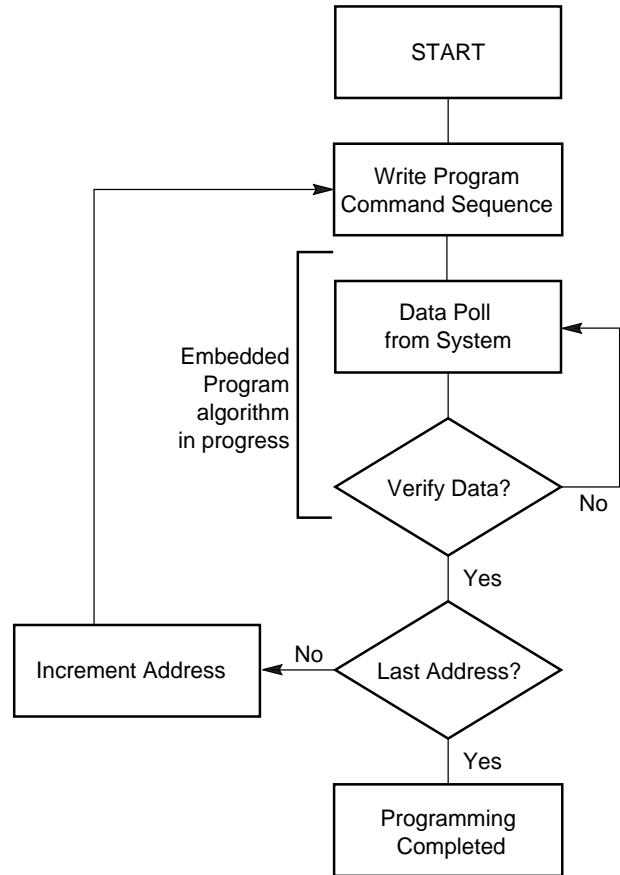 START
Write Program
Command Sequence
Data Poll
from System
Embedded
Program
algorithm
in progress
Verify Data?
No
Yes
Last Address?
No
Increment Address
Yes
Programming
Completed